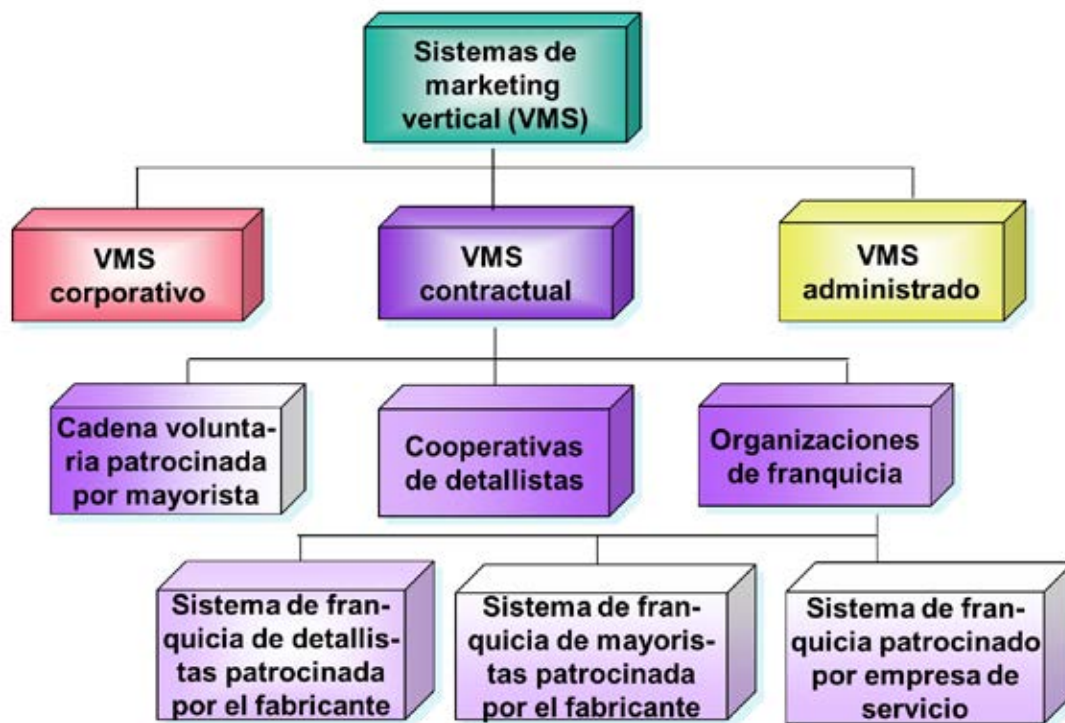 Sistemas de
marketing
vertical (VMS)
VMS
corporativo
VMS
contractual
VMS
administrado
Cadena volunta-
ria patrocinada
por mayorista
Cooperativas
de detallistas
Organizaciones
de franquicia
Sistema de fran-
quicia de detallis-
tas patrocinada
por el fabricante
Sistema de fran-
quicia de mayoris-
tas patrocinada
por el fabricante
Sistema de fran-
quicia patrocinado
por empresa de
servicio